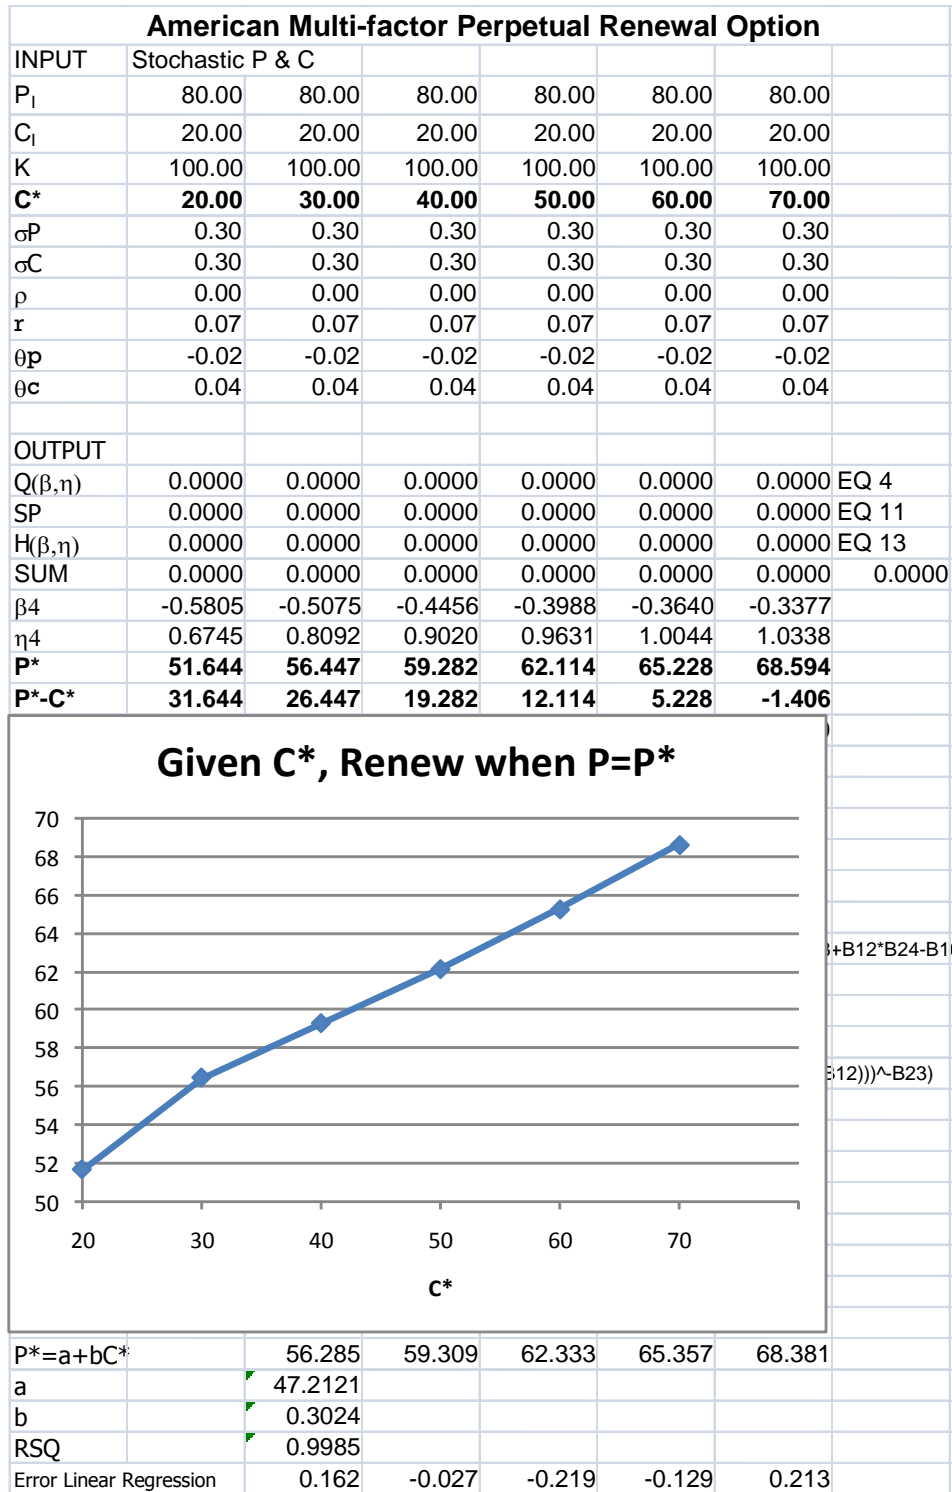 American Multi-factor Perpetual Renewal Option
INPUT Stochastic P & C
PI 80.00 80.00 80.00 80.00 80.00 80.00
CI 20.00 20.00 20.00 20.00 20.00 20.00
K 100.00 100.00 100.00 100.00 100.00 100.00
C* 20.00 30.00 40.00 50.00 60.00 70.00
σP 0.30 0.30 0.30 0.30 0.30 0.30
σC 0.30 0.30 0.30 0.30 0.30 0.30
ρ 0.00 0.00 0.00 0.00 0.00 0.00
r 0.07 0.07 0.07 0.07 0.07 0.07
θp -0.02 -0.02 -0.02 -0.02 -0.02 -0.02
θc 0.04 0.04 0.04 0.04 0.04 0.04
OUTPUT
Q(β,η) 0.0000 0.0000 0.0000 0.0000 0.0000 0.0000 EQ 4
SP 0.0000 0.0000 0.0000 0.0000 0.0000 0.0000 EQ 11
H(β,η) 0.0000 0.0000 0.0000 0.0000 0.0000 0.0000 EQ 13
SUM 0.0000 0.0000 0.0000 0.0000 0.0000 0.0000 0.0000
β4 -0.5805 -0.5075 -0.4456 -0.3988 -0.3640 -0.3377
η4 0.6745 0.8092 0.9020 0.9631 1.0044 1.0338
P* 51.644 56.447 59.282 62.114 65.228 68.594
P*-C* 31.644 26.447 19.282 12.114 5.228 -1.406
Given C*, Renew when P=P*
70
68
66
64
62
60
58
56
54
52
50
20 30 40 50 60 70
C*
+B12*B24-B1
B12)))^-B23)
P*=a+bC* 56.285 59.309 62.333 65.357 68.381
a 47.2121
b 0.3024
RSQ 0.9985
Error Linear Regression 0.162 -0.027 -0.219 -0.129 0.213